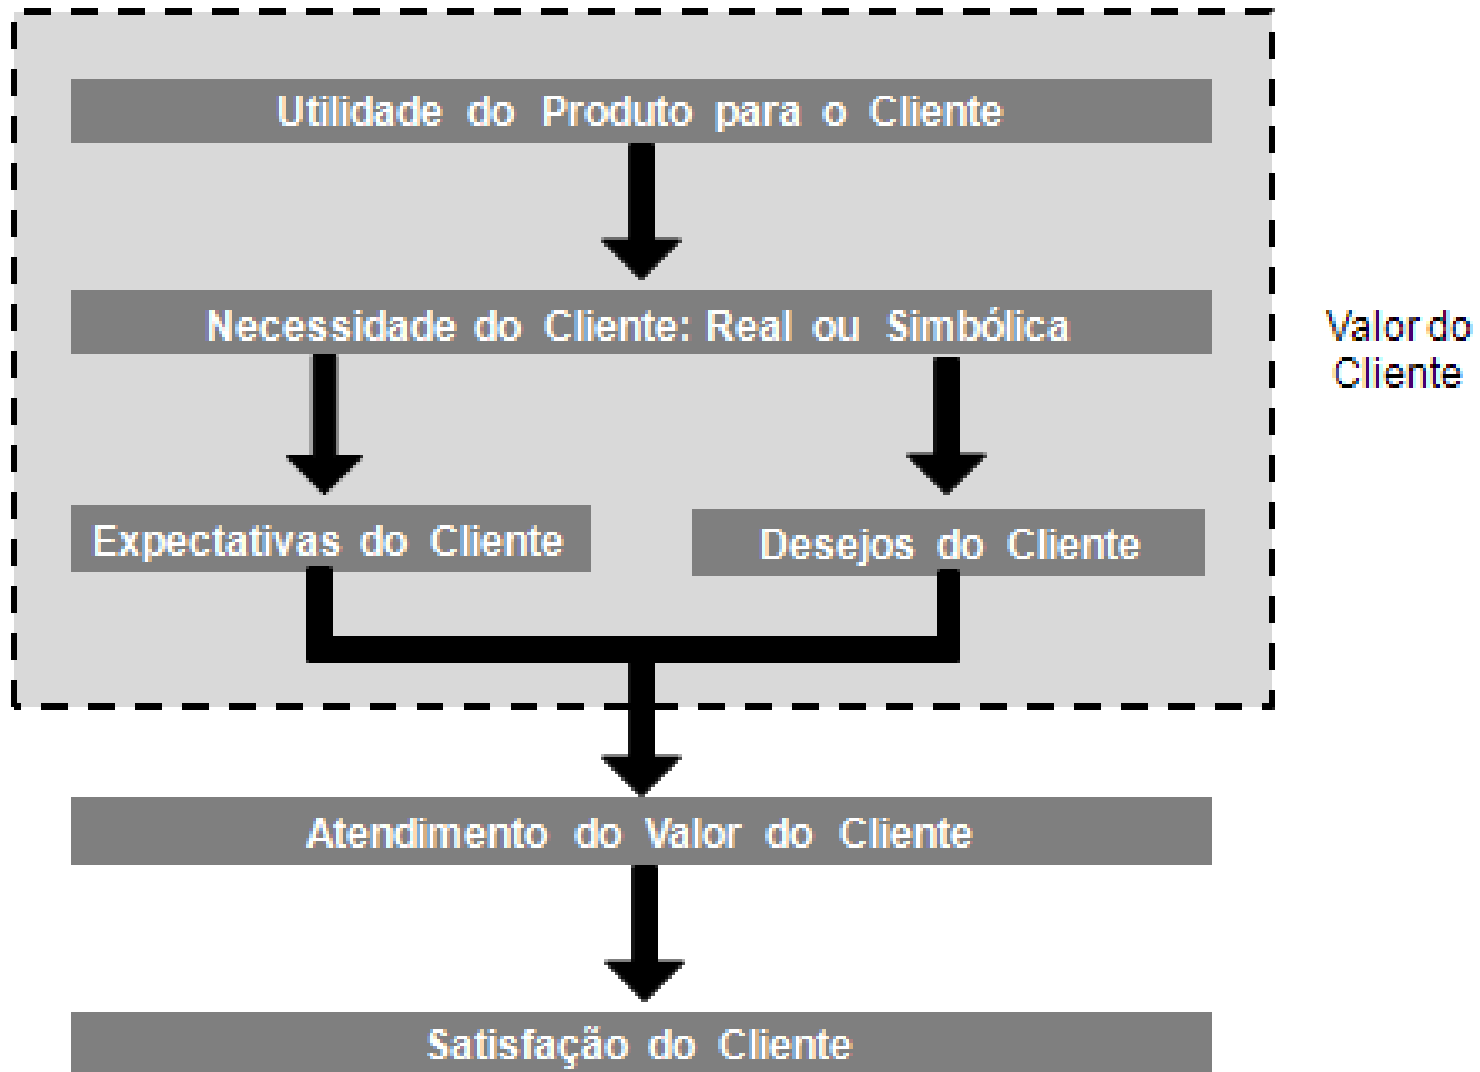 Utilidade do Produto para o Cliente
Necessidade do Cliente: Real ou Simbólica
Valor do
Cliente
Expectativas do Cliente
Desejos do Cliente
Atendimento do Valor do Cliente
Satisfação do Cliente